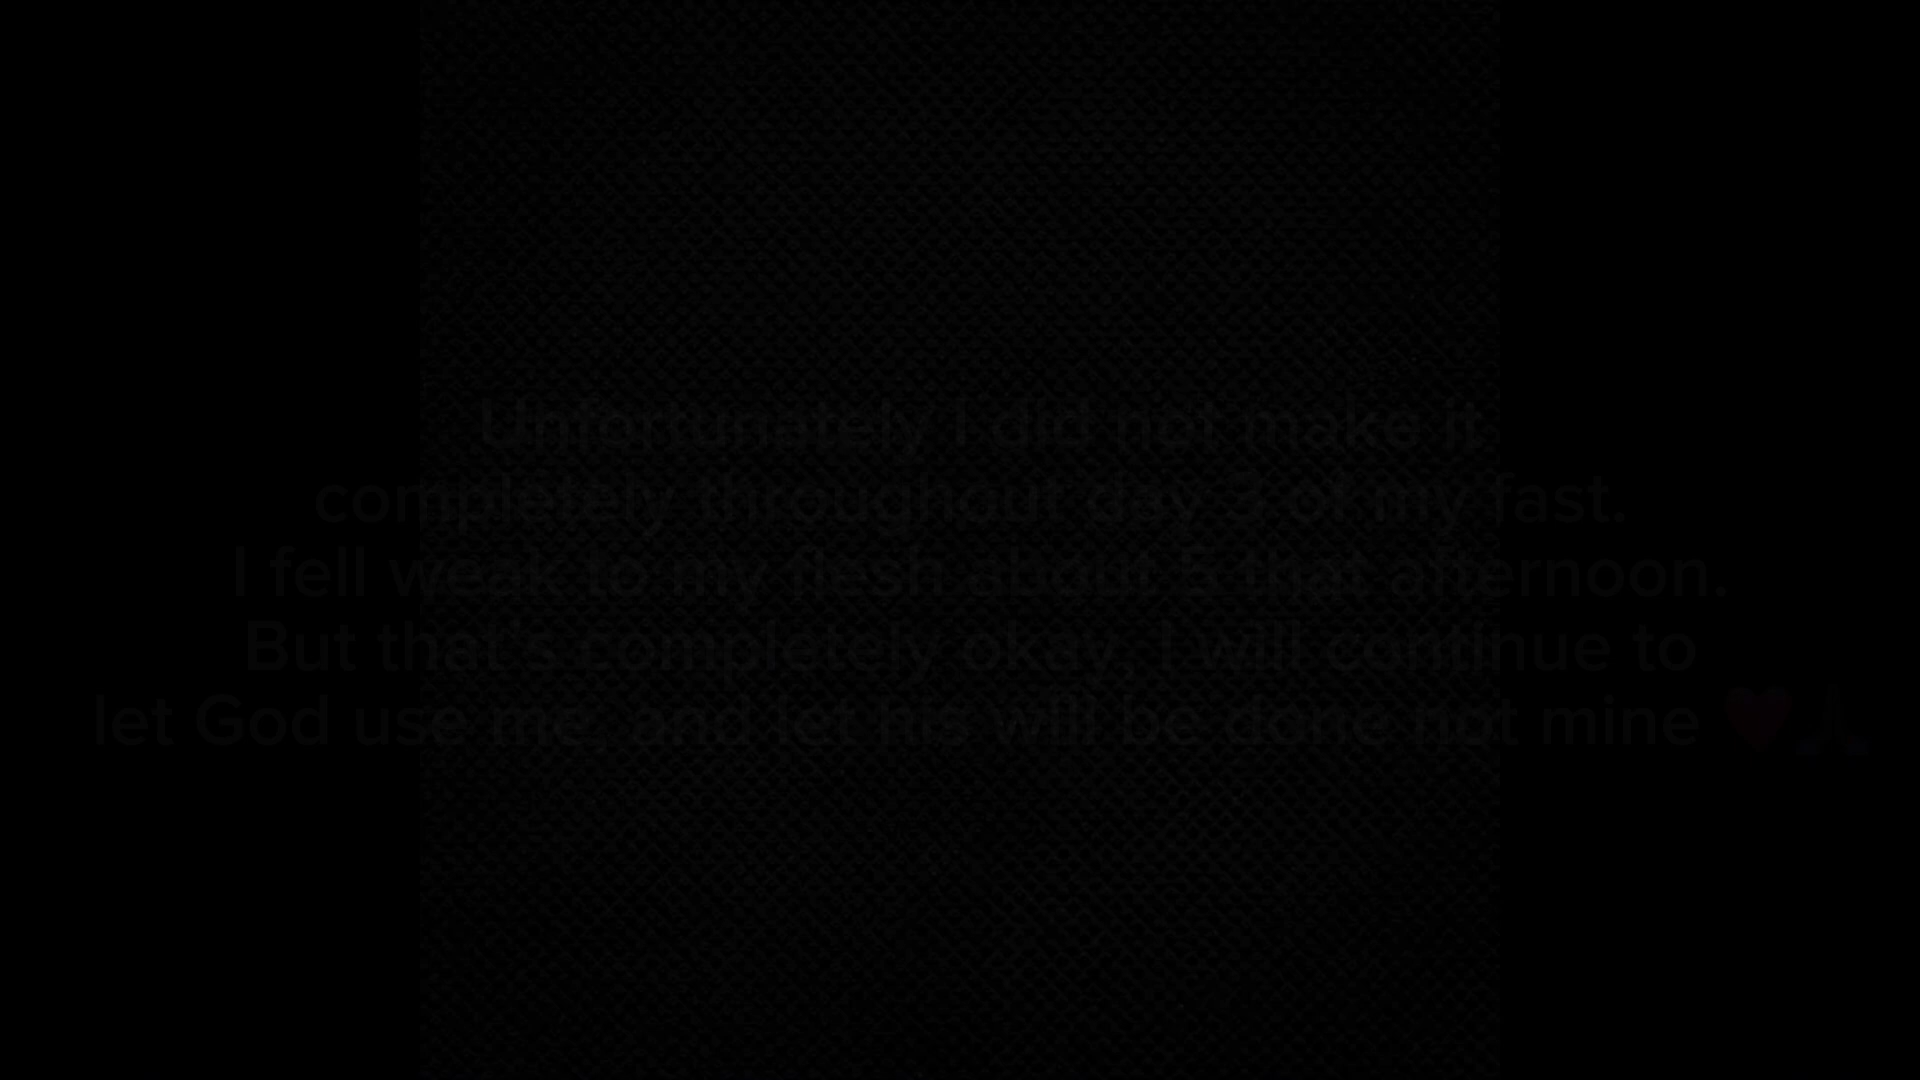 Unfortunately I did not make it
completely throughout day 3 of my fast.
I fell weak to my flesh about 5 that afternoon.
But that's completely okay, I will continue to
let God use me, and let his will be done not mine ❤️🙏